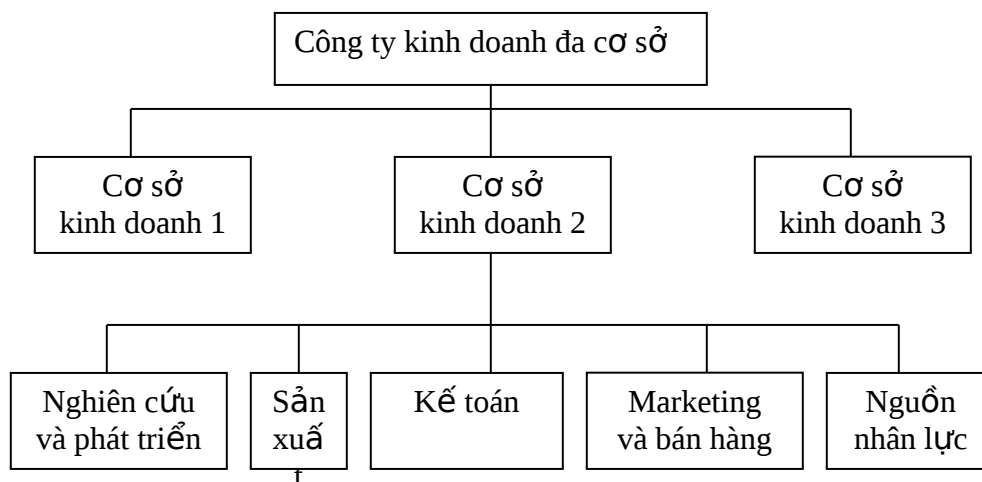 Công ty kinh doanh đa cơ sở
Cơ sở
kinh doanh 1
Cơ sở
kinh doanh 2
Cơ sở
kinh doanh 3
Nghiên cứu
và phát triển
Sản
xuấ
t
Kế toán
Marketing
và bán hàng
Nguồn
nhân lực